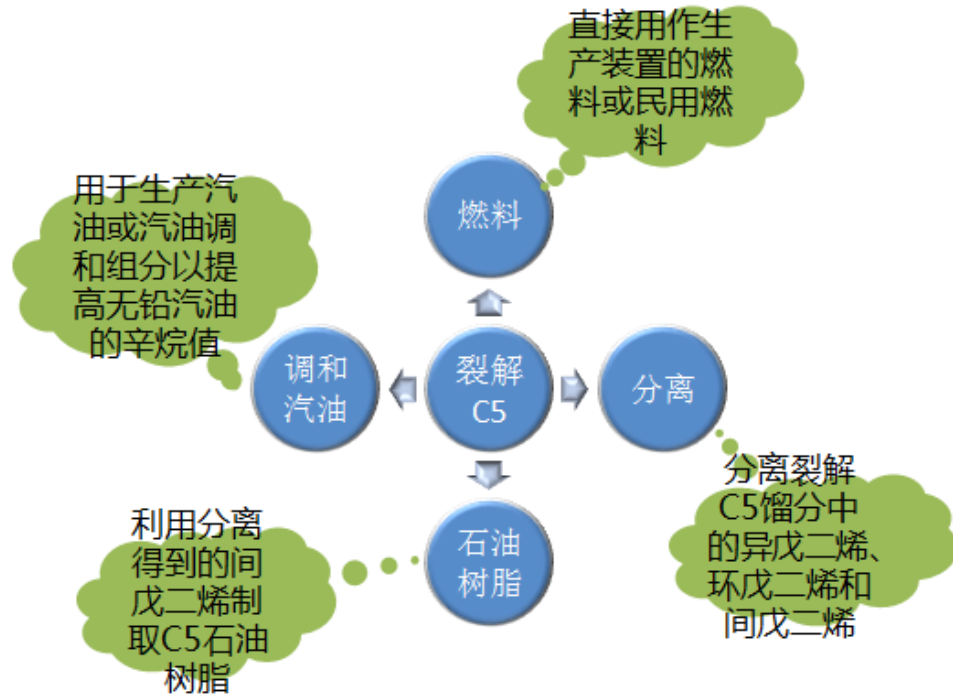 直接用作生
产装置的燃
料或民用燃
料
燃料
用于生产汽
油或汽油调
和组分以提
高无铅汽油
的辛烷值
调和
汽油
裂解
C5
分离
分离裂解
C5馏分中
的异戊二烯、
环戊二烯和
间戊二烯
利用分离
得到的间
戊二烯制
取C5石油
树脂
石油
树脂